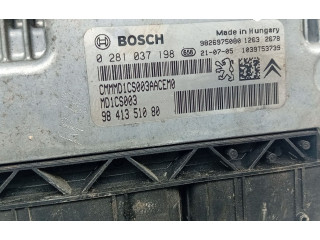 BOSCH
Made in Hungary
0 281 037 198
9826975080 1263 2678
21-07-05 1039753739
CMMMD1CS003AACEM0
MD1CS003
98 413 510 80